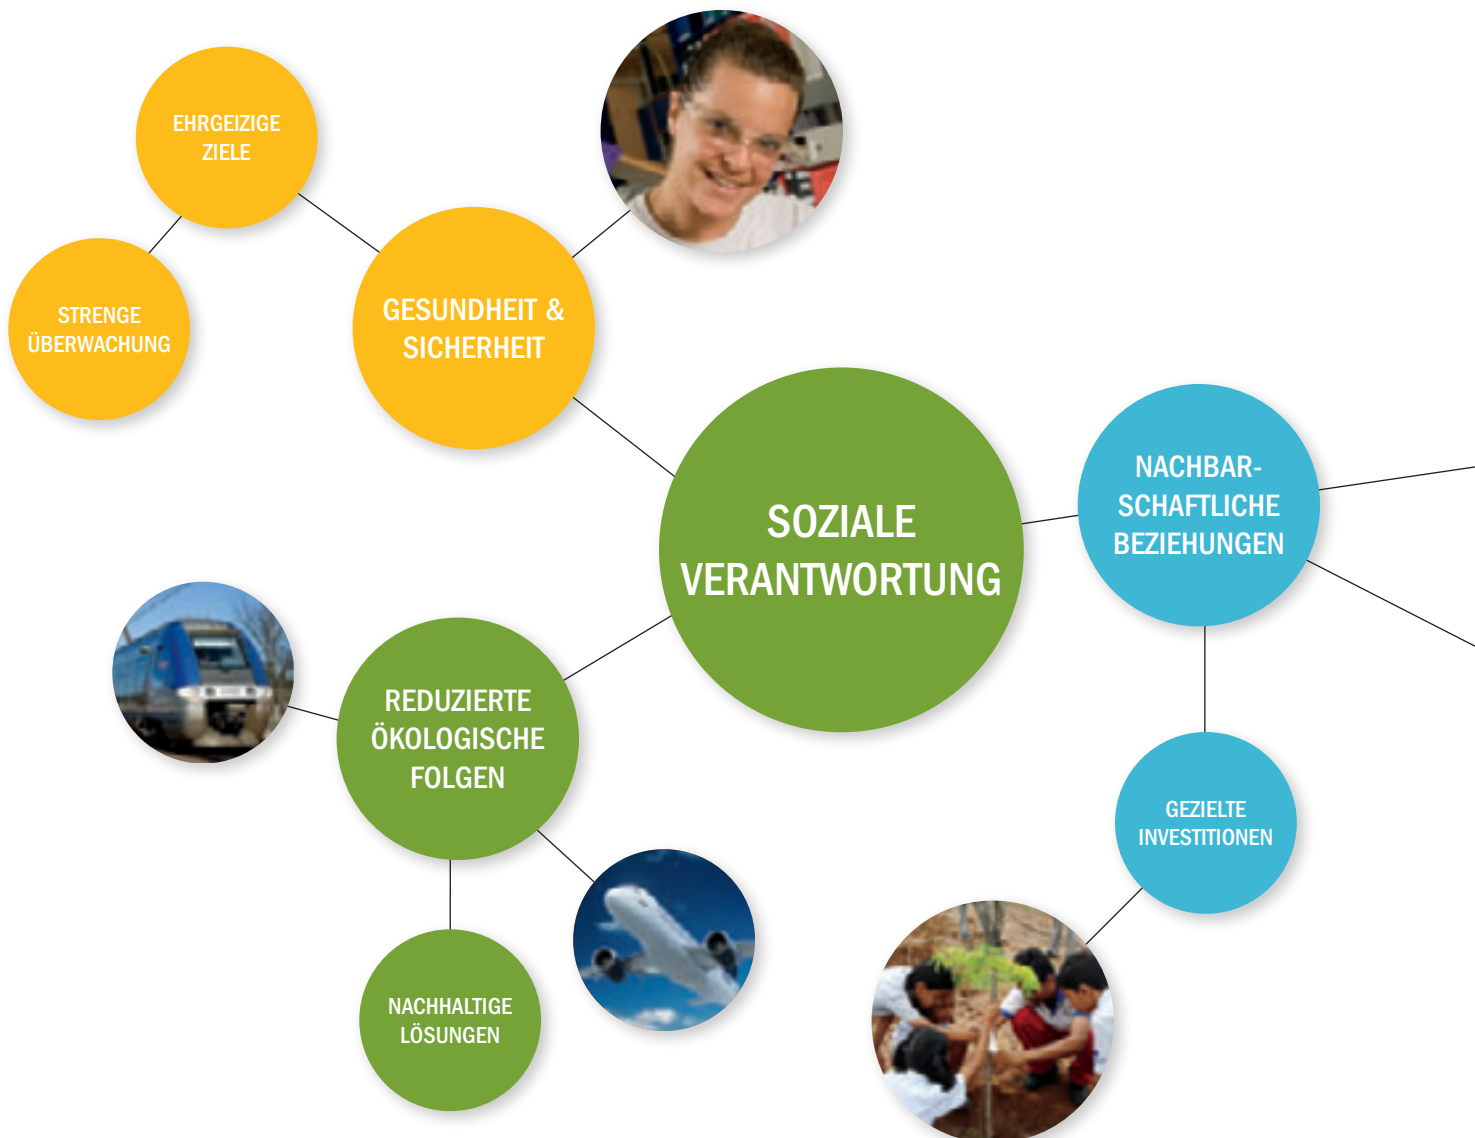 EHRGEIZIGE
ZIELE
STRENGE
ÜBERWACHUNG
GESUNDHEIT &
SICHERHEIT
SOZIALE
VERANTWORTUNG
NACHBAR-
SCHAFTLICHE
BEZIEHUNGEN
REDUZIERTE
ÖKOLOGISCHE
FOLGEN
GEZIELTE
INVESTITIONEN
NACHHALTIGE
LÖSUNGEN